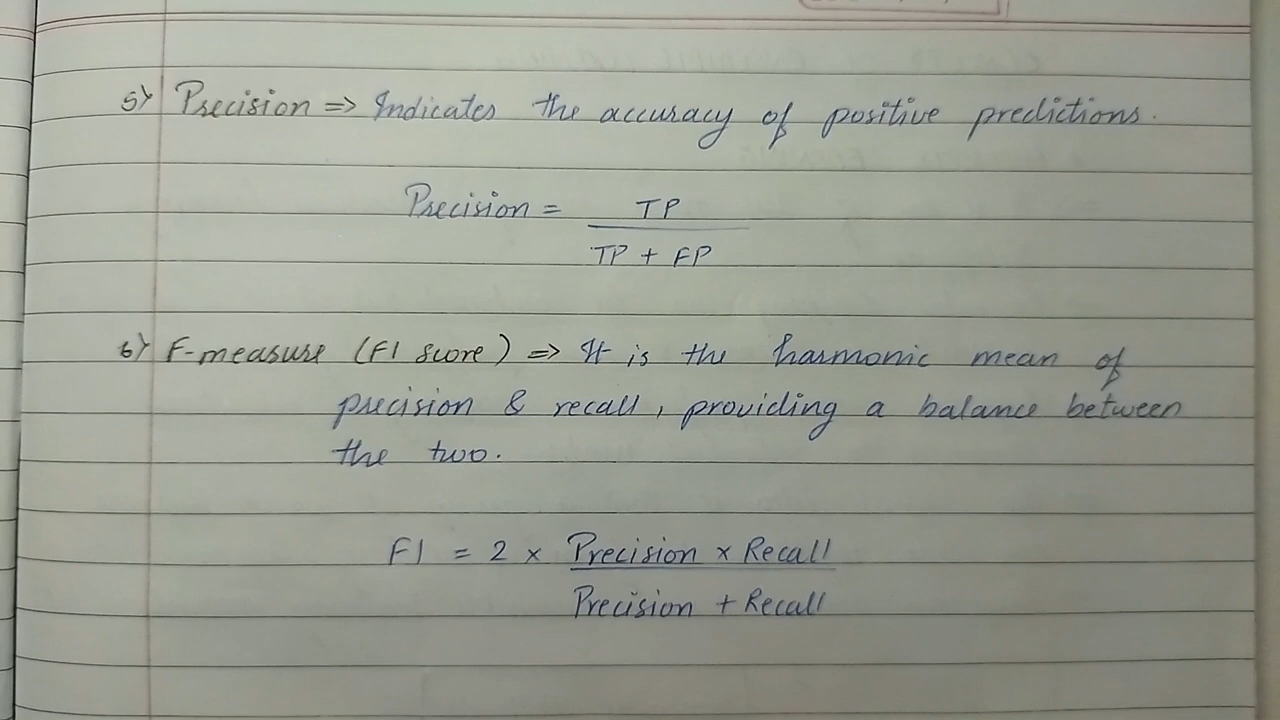 5) Precision => Indicates the accuracy of positive predictions.
Precision = TP
TP + FP
6) F-measure (F1 score) => It is the harmonic mean of
precision & recall, providing a balance between
the two.
F1 = 2 × Precision × Recall
Precision + Recall